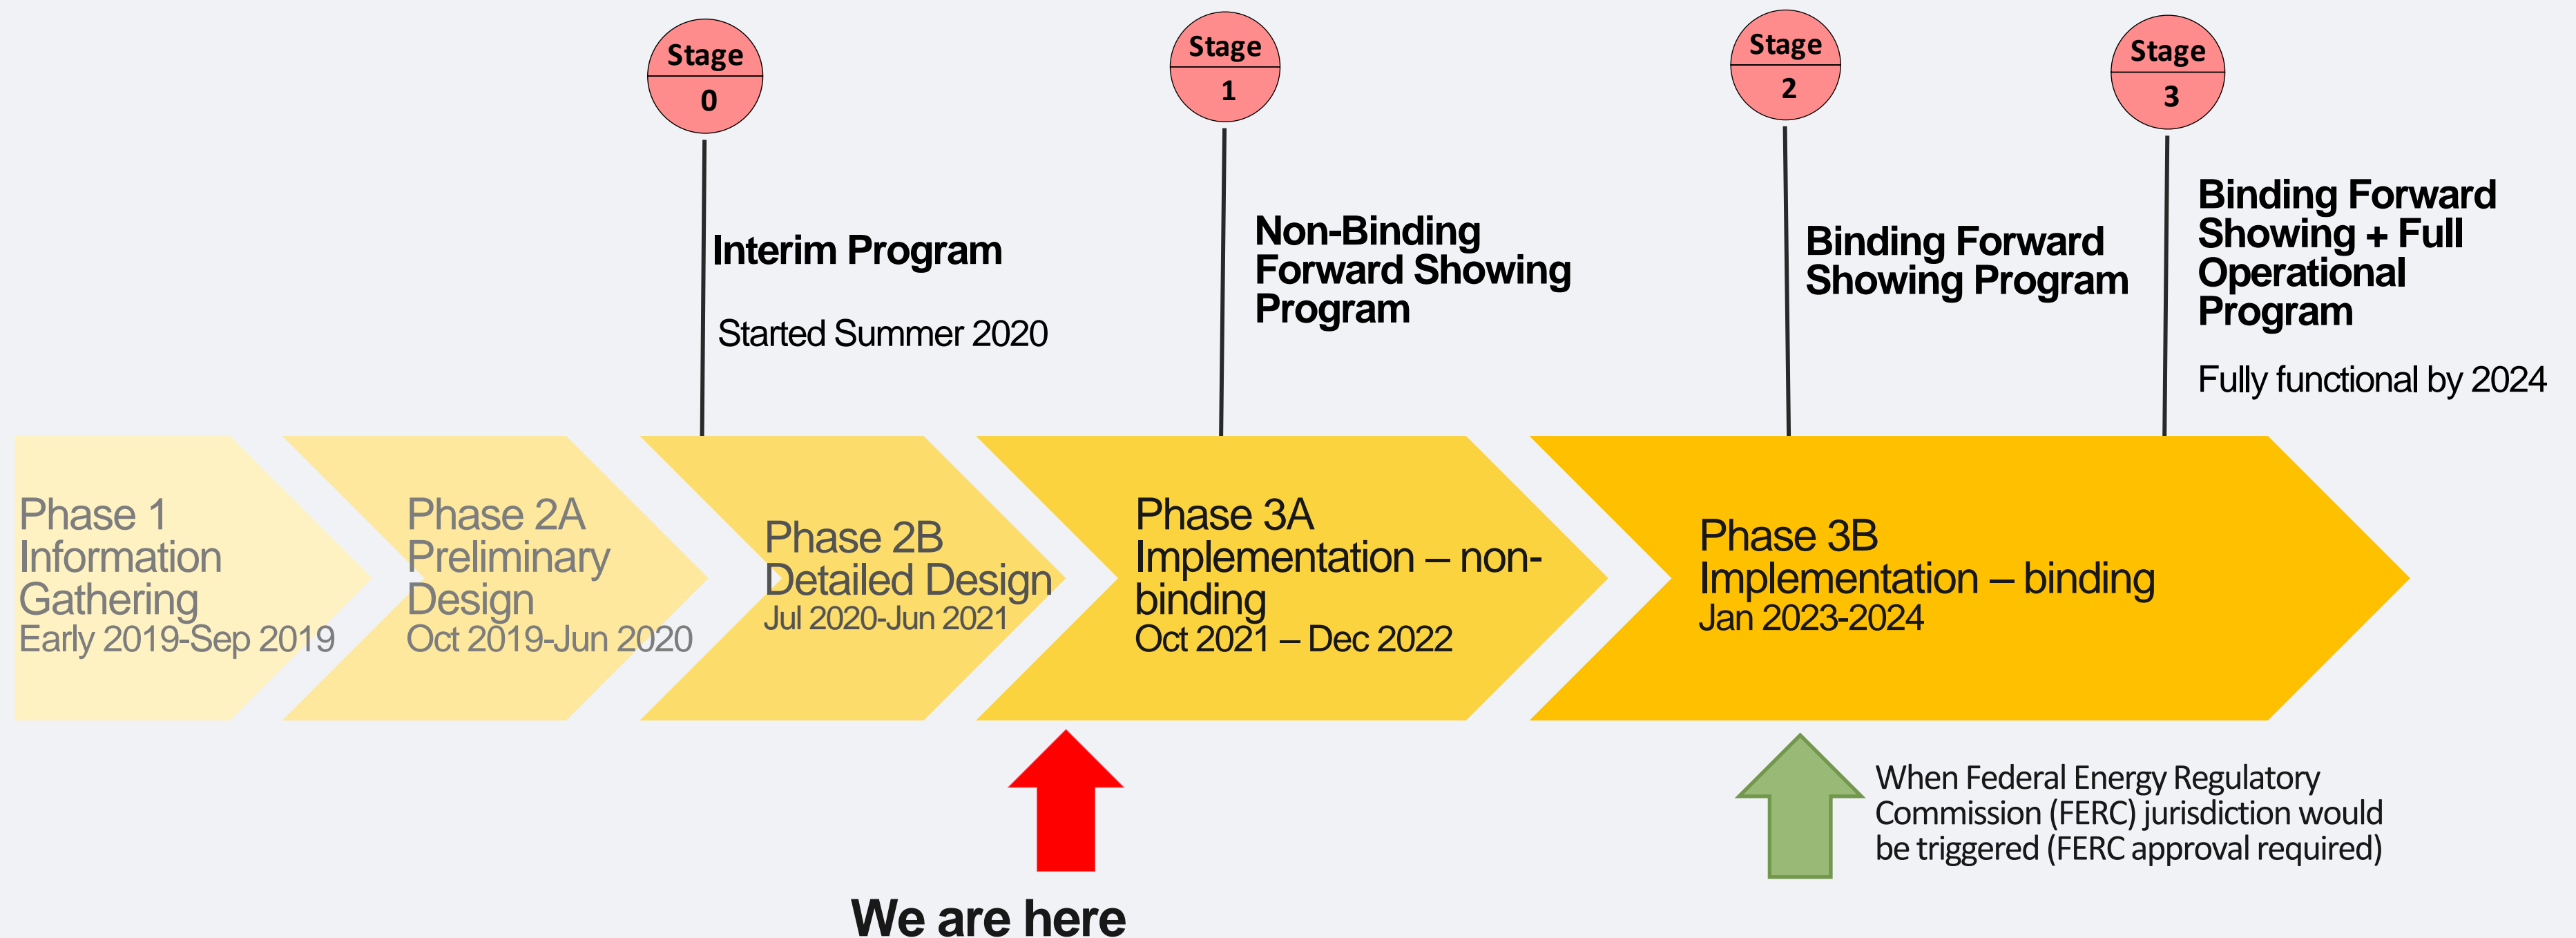 Stage
0
Stage
1
Stage
2
Stage
3
Interim Program
Started Summer 2020
Non-Binding
Forward Showing
Program
Binding Forward
Showing Program
Binding Forward
Showing + Full
Operational
Program
Fully functional by 2024
Phase 1
Information
Gathering
Early 2019-Sep 2019
Phase 2A
Preliminary
Design
Oct 2019-Jun 2020
Phase 2B
Detailed Design
Jul 2020-Jun 2021
Phase 3A
Implementation – non-
binding
Oct 2021 – Dec 2022
Phase 3B
Implementation – binding
Jan 2023-2024
We are here
When Federal Energy Regulatory
Commission (FERC) jurisdiction would
be triggered (FERC approval required)